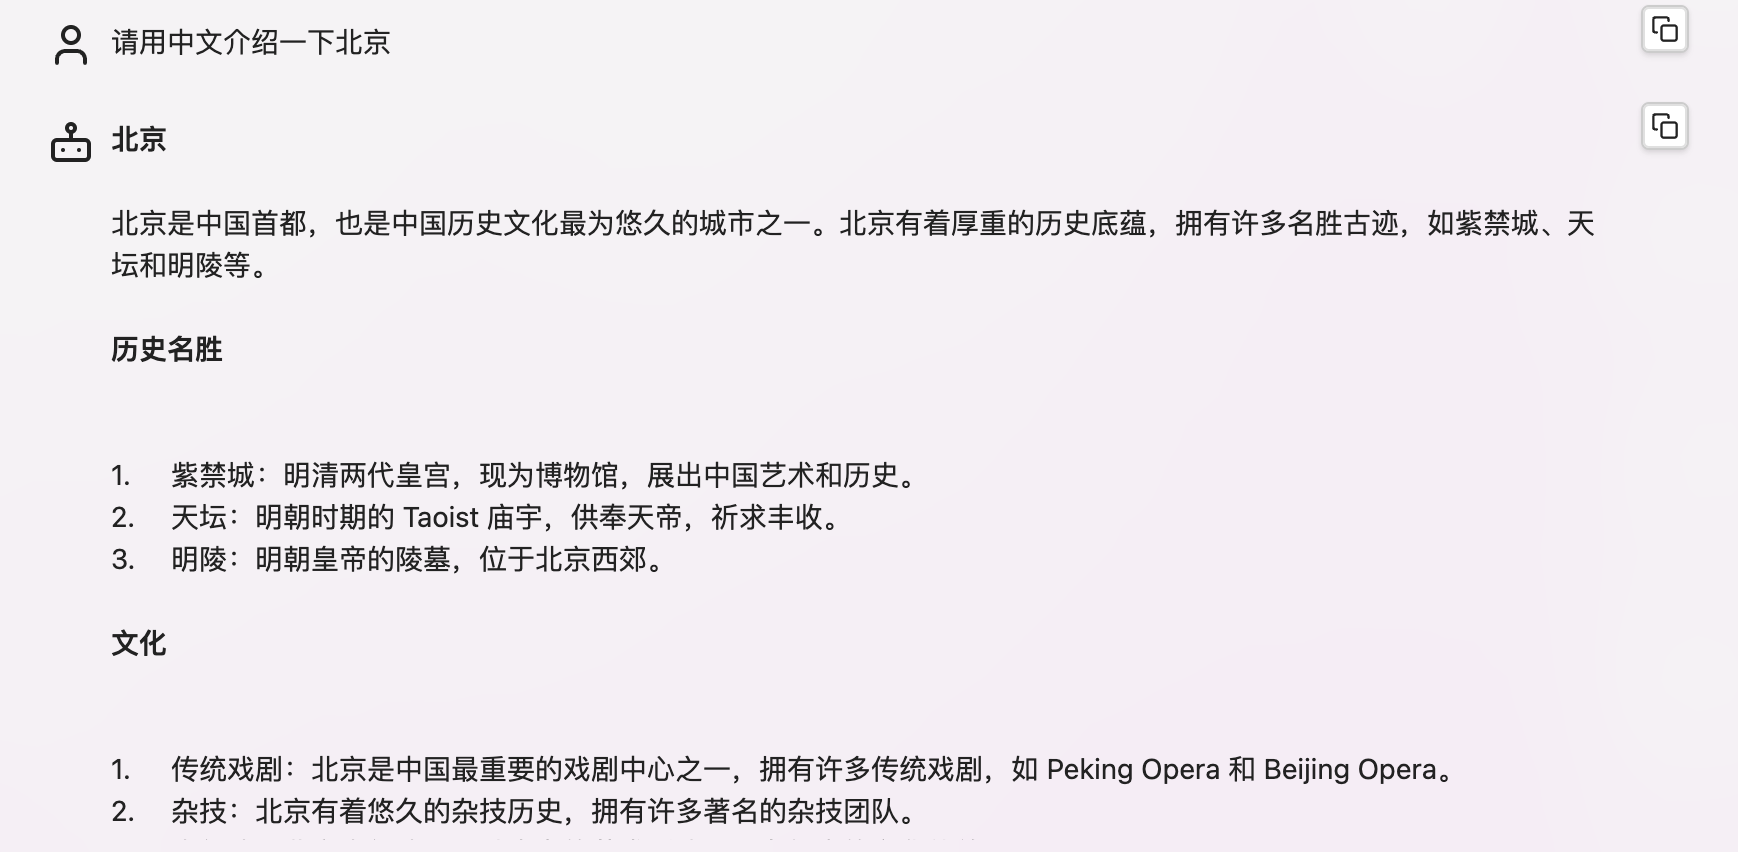 请用中文介绍一下北京
北京
北京是中国首都，也是中国历史文化最为悠久的城市之一。北京有着厚重的历史底蕴，拥有许多名胜古迹，如紫禁城、天
坛和明陵等。
历史名胜
1. 紫禁城：明清两代皇宫，现为博物馆，展出中国艺术和历史。
2. 天坛：明朝时期的 Taoist 庙宇，供奉天帝，祈求丰收。
3. 明陵：明朝皇帝的陵墓，位于北京西郊。
文化
1. 传统戏剧：北京是中国最重要的戏剧中心之一，拥有许多传统戏剧，如 Peking Opera 和 Beijing Opera。
2. 杂技：北京有着悠久的杂技历史，拥有许多著名的杂技团队。